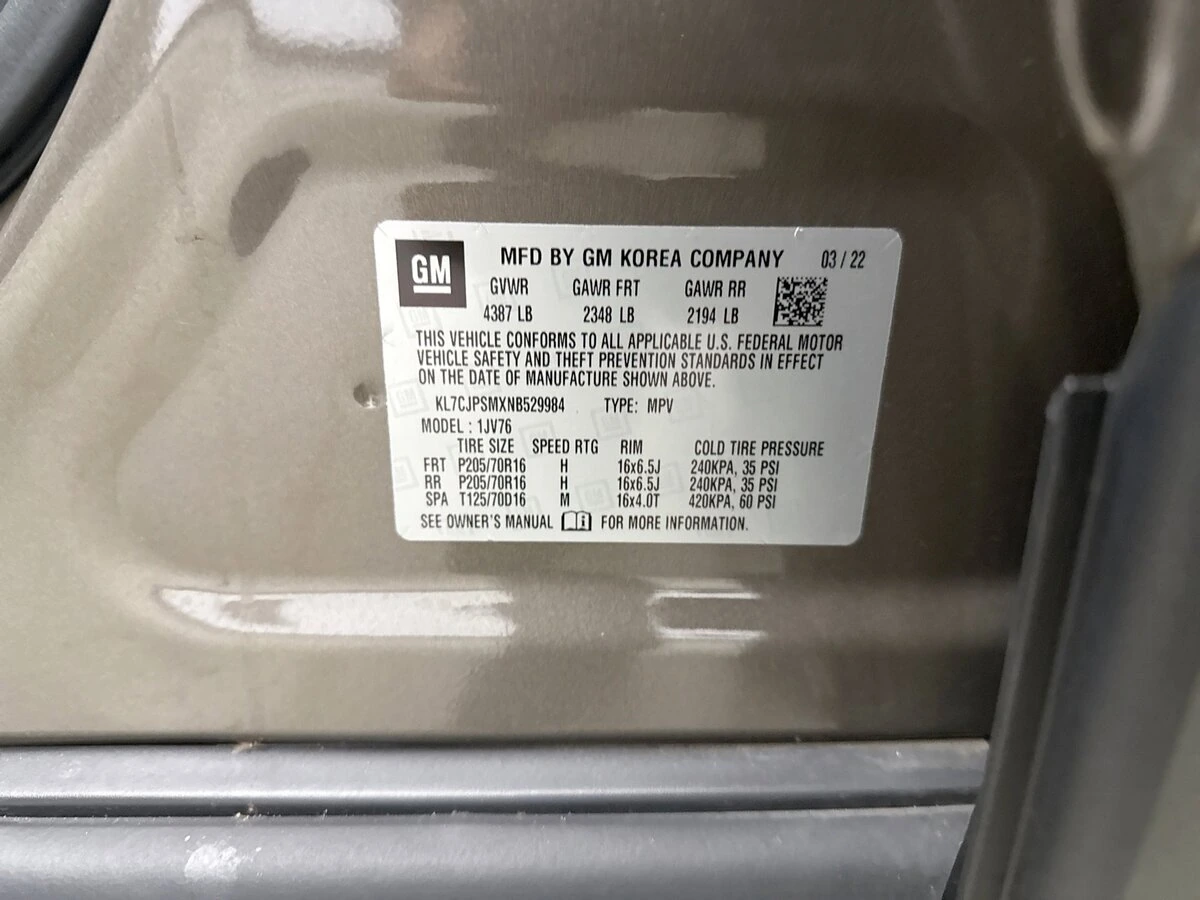 GM
MFD BY GM KOREA COMPANY 03 / 22
GVWR GAWR FRT GAWR RR
4387 LB 2348 LB 2194 LB
THIS VEHICLE CONFORMS TO ALL APPLICABLE U.S. FEDERAL MOTOR
VEHICLE SAFETY AND THEFT PREVENTION STANDARDS IN EFFECT
ON THE DATE OF MANUFACTURE SHOWN ABOVE.
KL7CJPSMXNB529984 TYPE: MPV
MODEL : 1JV76
TIRE SIZE SPEED RTG RIM COLD TIRE PRESSURE
FRT P205/70R16 H 16x6.5J 240KPA, 35 PSI
RR P205/70R16 H 16x6.5J 240KPA, 35 PSI
SPA T125/70D16 M 16x4.0T 420KPA, 60 PSI
SEE OWNER'S MANUAL FOR MORE INFORMATION.